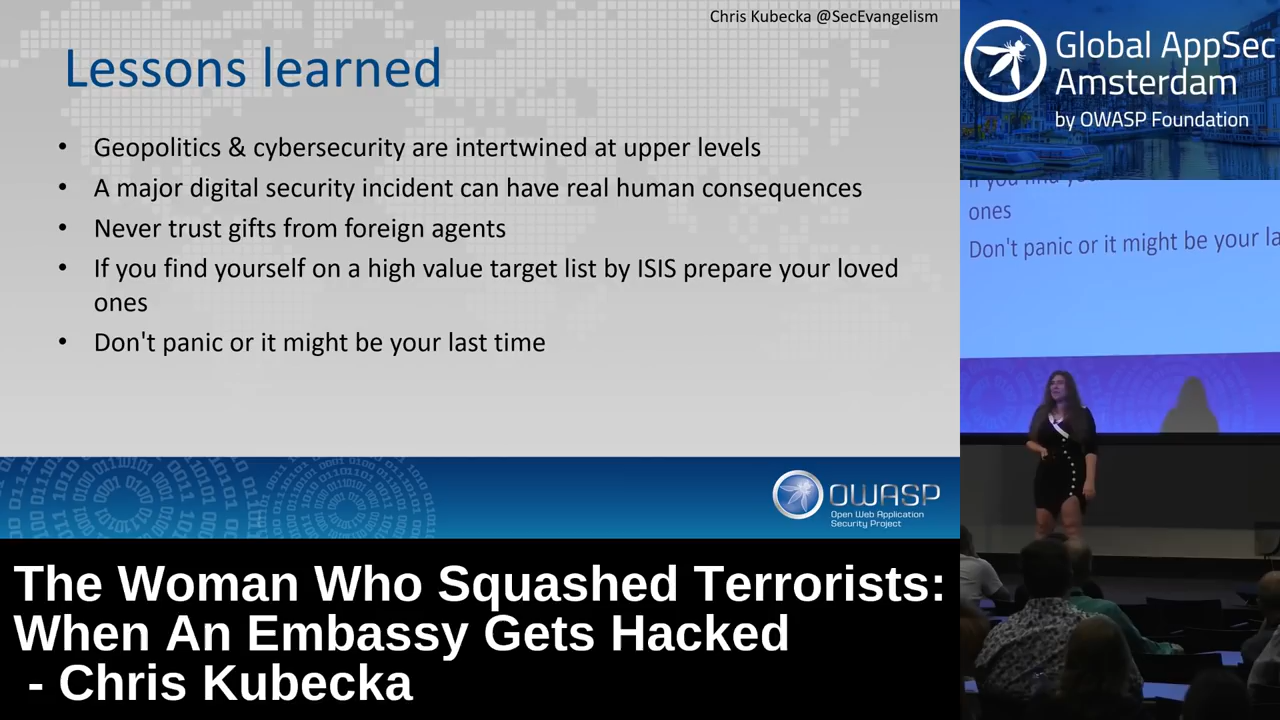 Chris Kubecka @SecEvangelism
Lessons learned
• Geopolitics & cybersecurity are intertwined at upper levels
• A major digital security incident can have real human consequences
• Never trust gifts from foreign agents
• If you find yourself on a high value target list by ISIS prepare your loved
ones
• Don't panic or it might be your last time
OWASP
Open Web Application
Security Project
The Woman Who Squashed Terrorists:
When An Embassy Gets Hacked
- Chris Kubecka
Global AppSec
Amsterdam
by OWASP Foundation
ones
Don't panic or it might be your la